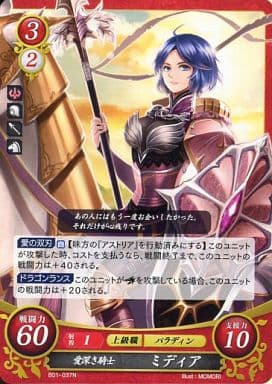 3
2
あの人にはもう一度お会いしたかった。
それだけが心残りです。
愛の双刃 【味方の『アストリア』を行動済みにする】このユニット
が攻撃した時、コストを支払うなら、戦闘終了まで、このユニット
の戦闘力は+40される。
ドラゴンランス このユニットが を攻撃している場合、このユニット
の戦闘力は+20される。
戦闘力
60
射程 1 上級職 パラディン
支援力
10
B01-037N
愛深き騎士 ミディア
Illust:MOMORI